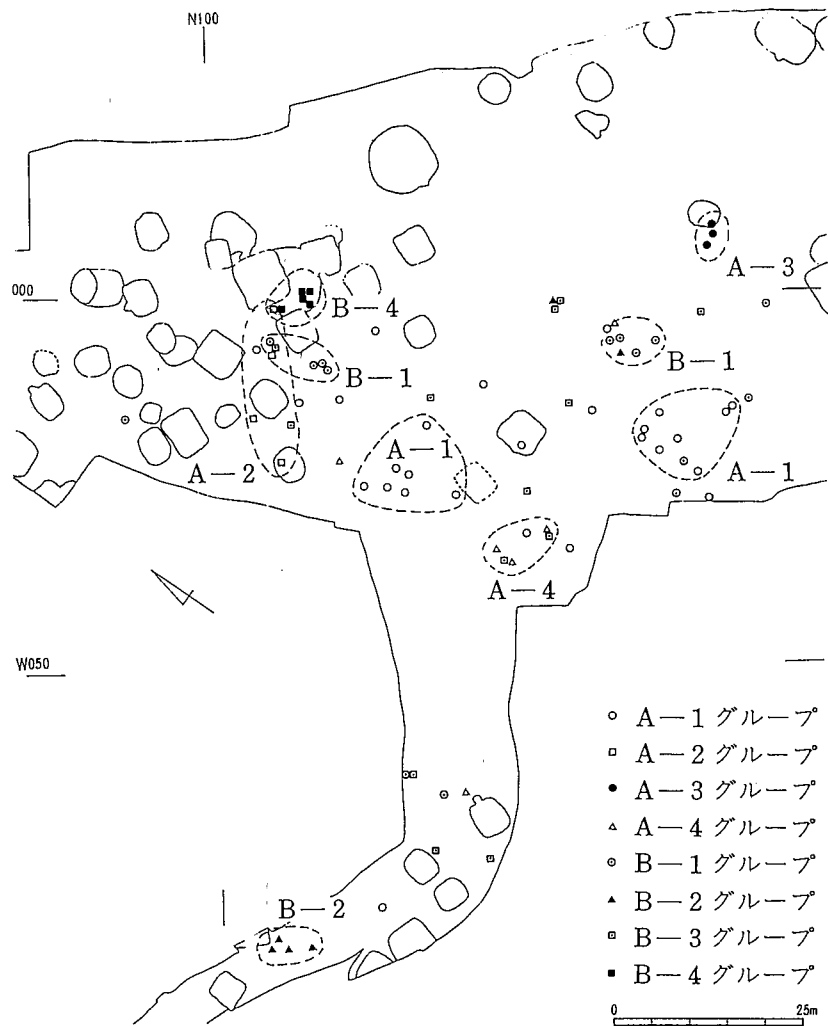 N100
A—3
000
B—4
B—1
B—1
A—1
A—2
A—1
A—4
W050
A—1グループ
A—2グループ
A—3グループ
A—4グループ
B—1グループ
B—2グループ
B—3グループ
B—4グループ
B—2
0 25m